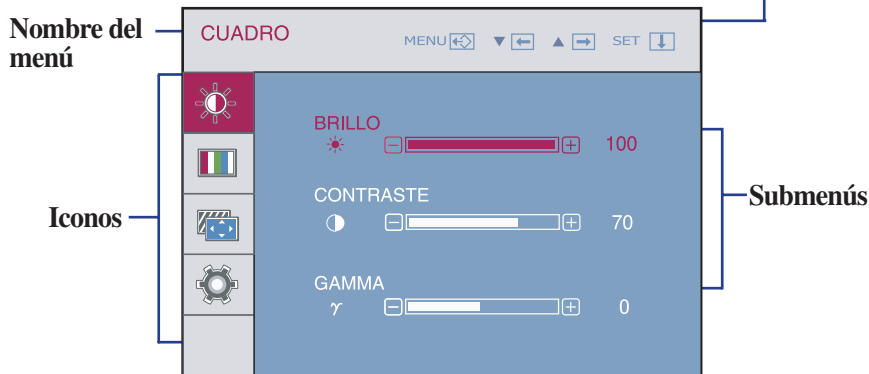 Nombre del
menú
CUADRO
MENU ▼ ▲ SET
BRILLO
100
CONTRASTE
70
GAMMA
γ 0
Iconos
Submenús